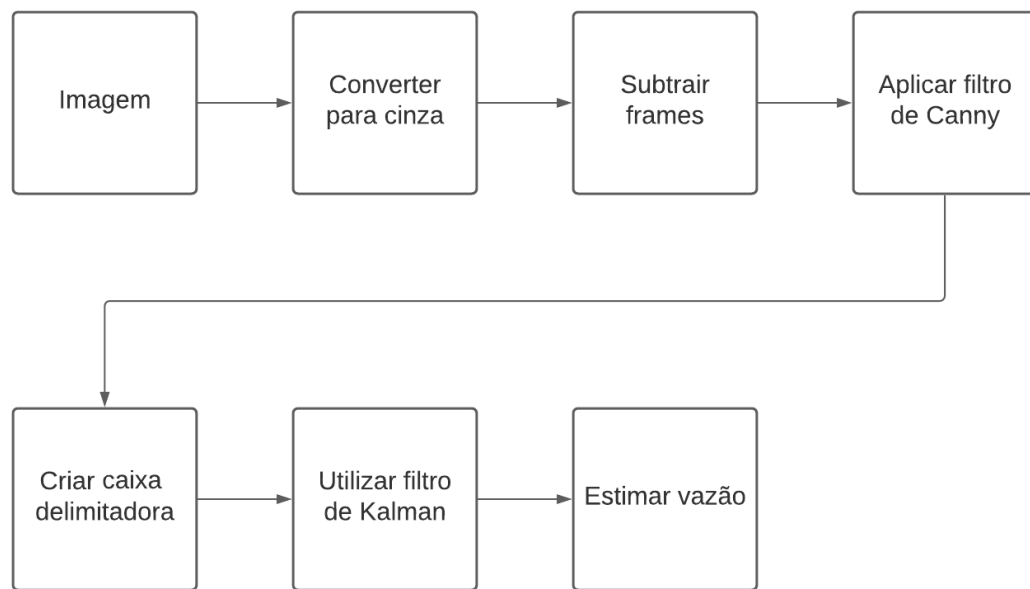 Imagem
Converter
para cinza
Subtrair
frames
Aplicar filtro
de Canny
Criar caixa
delimitadora
Utilizar filtro
de Kalman
Estimar vazão